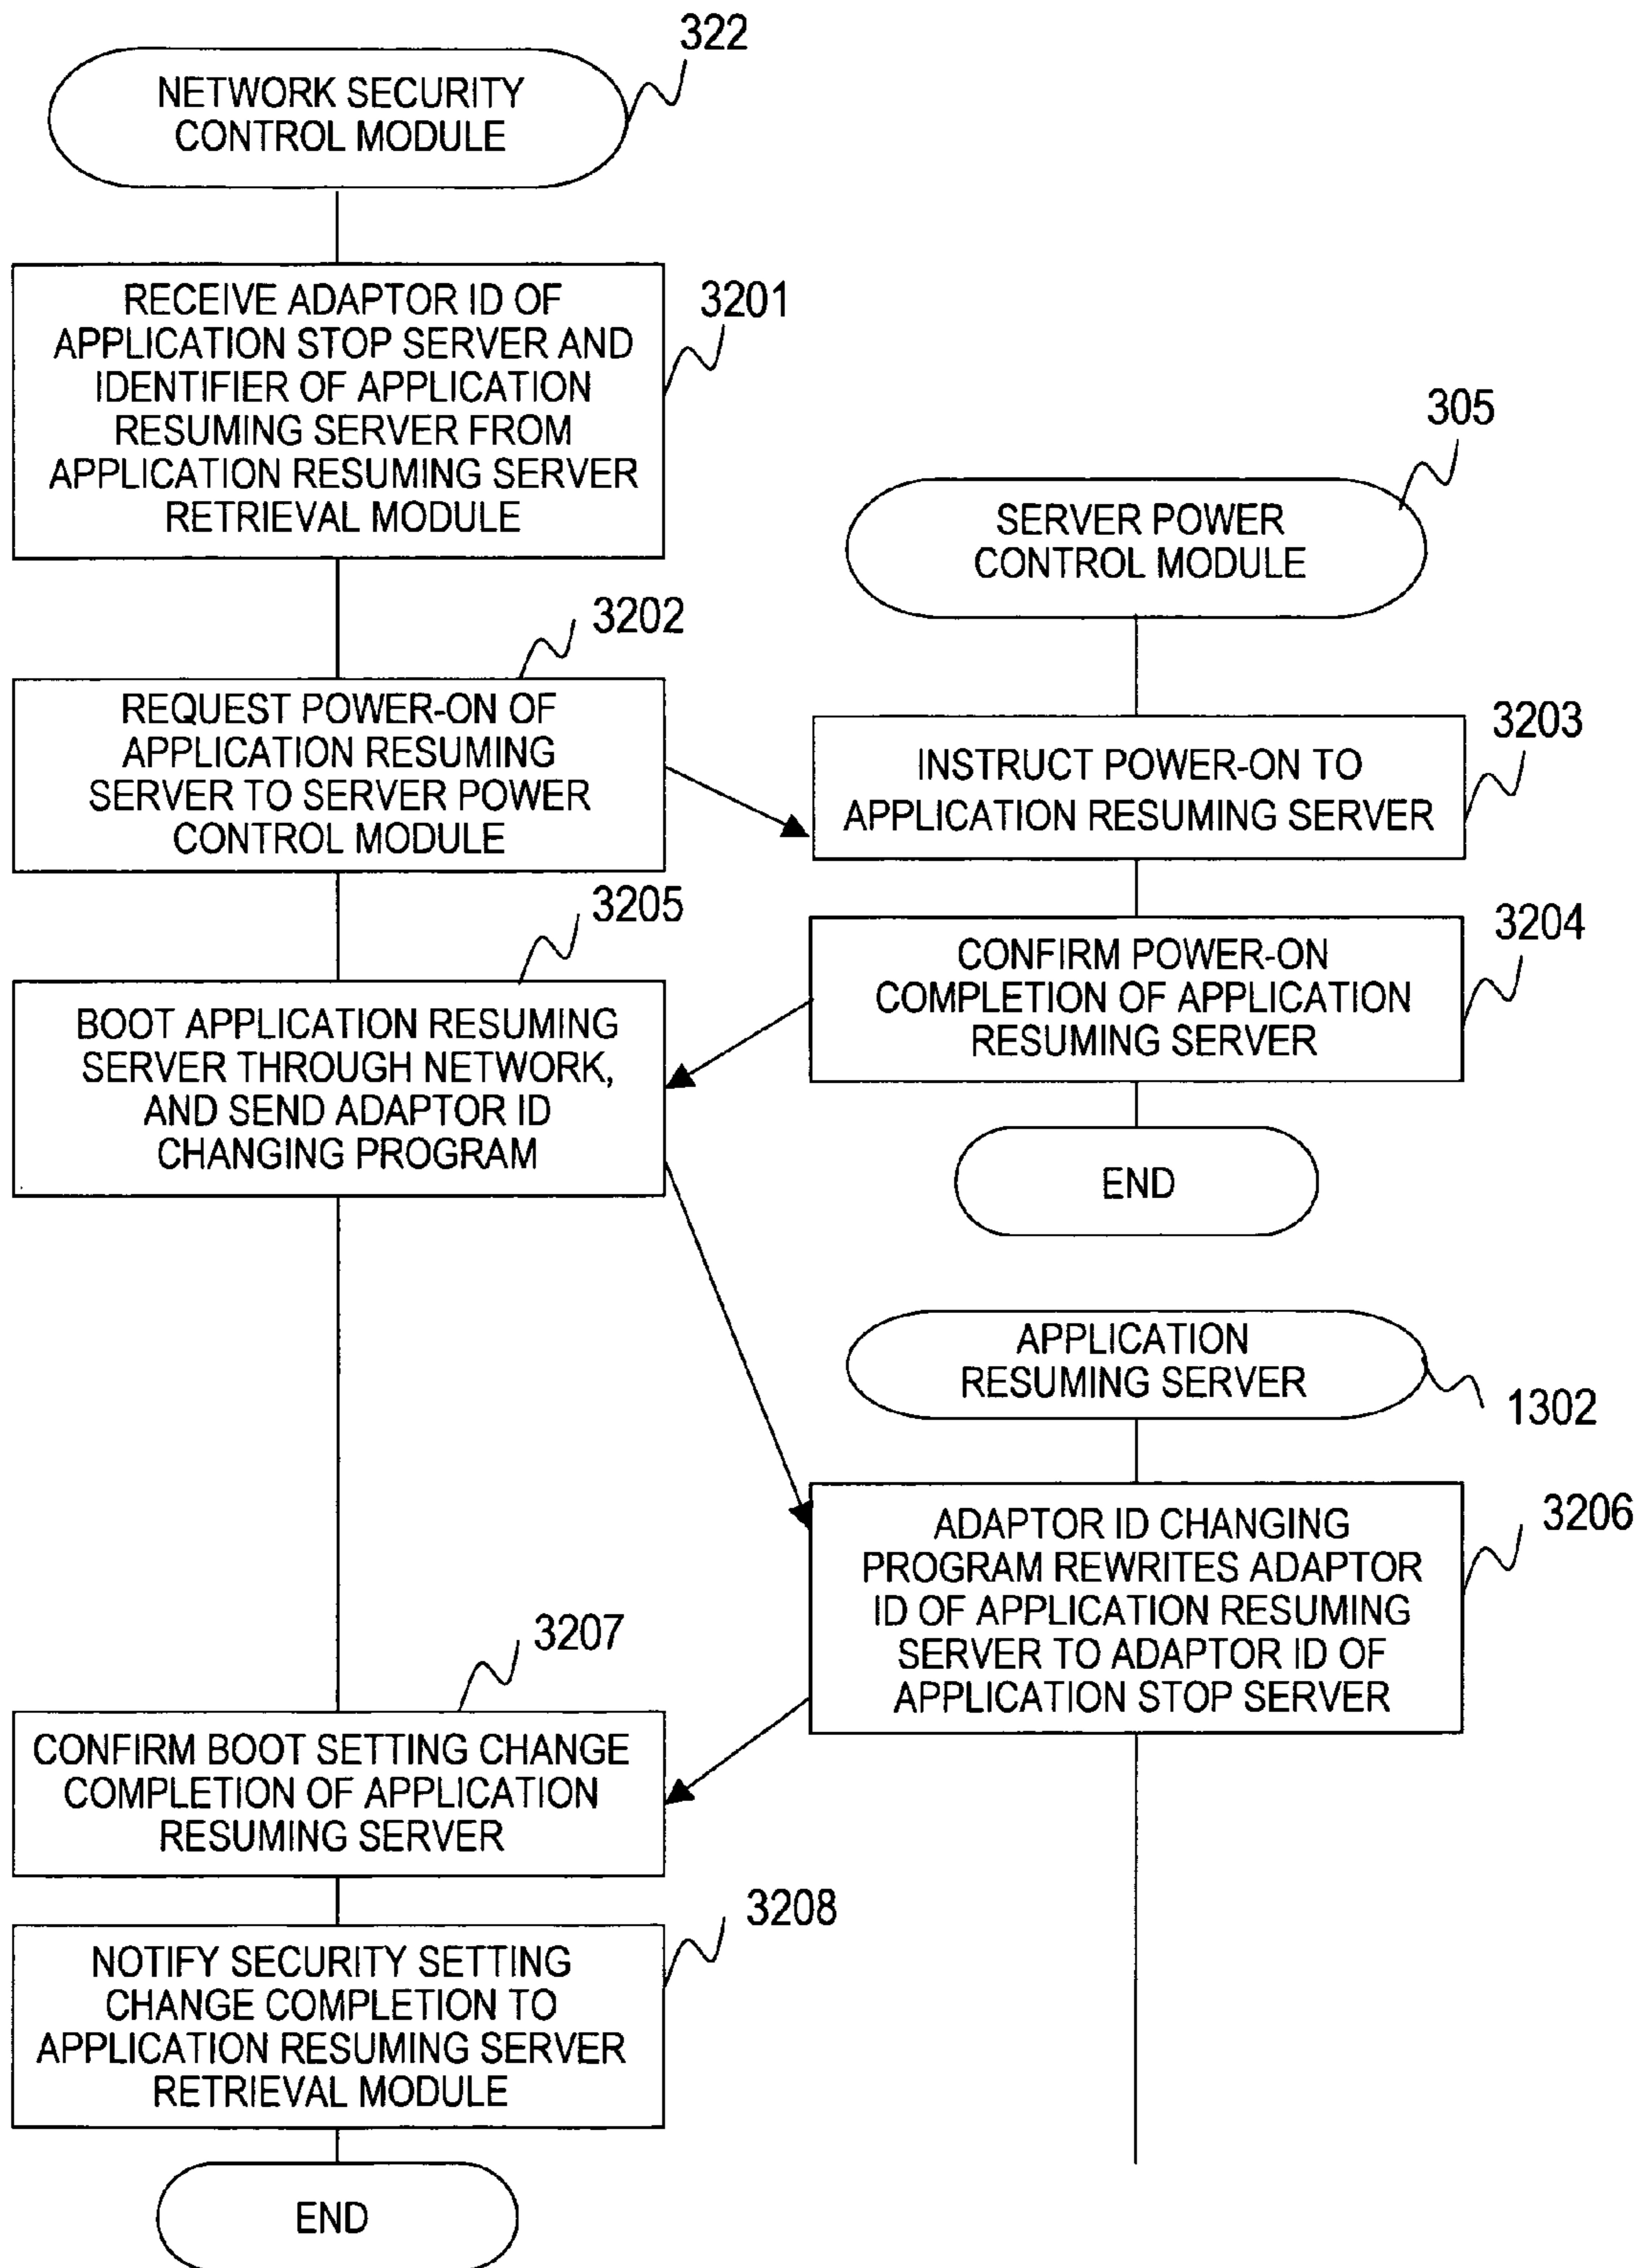 322
NETWORK SECURITY
CONTROL MODULE
RECEIVE ADAPTOR ID OF
APPLICATION STOP SERVER AND
IDENTIFIER OF APPLICATION
RESUMING SERVER FROM
APPLICATION RESUMING SERVER
RETRIEVAL MODULE
3201
305
SERVER POWER
CONTROL MODULE
3202
REQUEST POWER-ON OF
APPLICATION RESUMING
SERVER TO SERVER POWER
CONTROL MODULE
3203
INSTRUCT POWER-ON TO
APPLICATION RESUMING SERVER
3204
CONFIRM POWER-ON
COMPLETION OF APPLICATION
RESUMING SERVER
3205
BOOT APPLICATION RESUMING
SERVER THROUGH NETWORK,
AND SEND ADAPTOR ID
CHANGING PROGRAM
END
APPLICATION
RESUMING SERVER
1302
ADAPTOR ID CHANGING
PROGRAM REWRITES ADAPTOR
ID OF APPLICATION RESUMING
SERVER TO ADAPTOR ID OF
APPLICATION STOP SERVER
3206
3207
CONFIRM BOOT SETTING CHANGE
COMPLETION OF APPLICATION
RESUMING SERVER
3208
NOTIFY SECURITY SETTING
CHANGE COMPLETION TO
APPLICATION RESUMING SERVER
RETRIEVAL MODULE
END